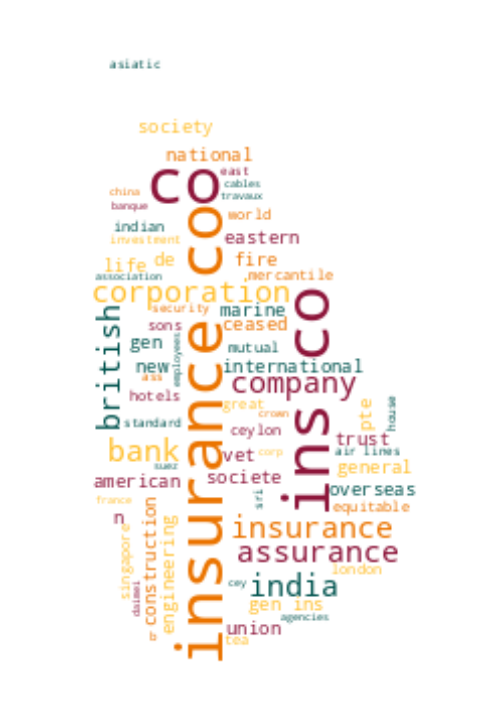 asiatic
society
national
co
east
cables
travaux
china
banque
world
indian
investment
eastern
insurance co
life
de
fire
association
mercantile
corporation
ins co
security
marine
british
sons
ceased
gen
employees
mutual
new
international
ass
company
hotels
great
crown
pte
house
standard
ceylon
trust
bank
vet
corp
air lines
suez
general
american
societe
overseas
france
sri
equitable
n
construction
insurance
singapore
engineering
assurance
london
daimei
cey
india
gen ins
agencies
union
tea